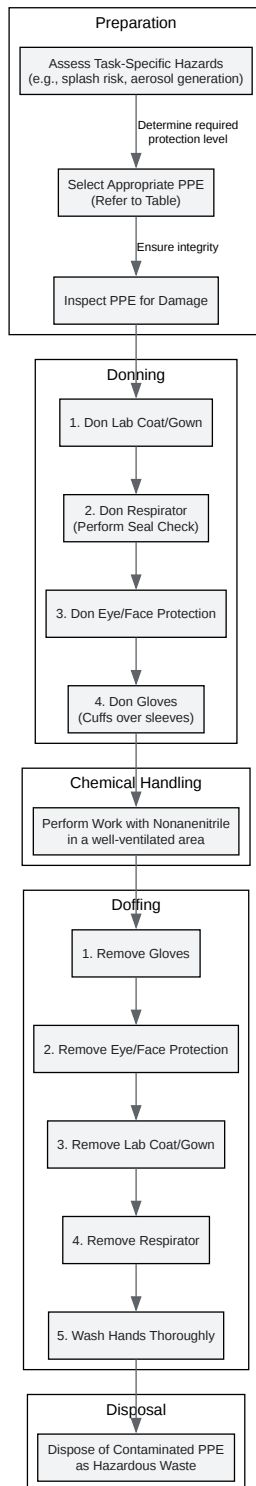 Preparation
Assess Task-Specific Hazards
(e.g., splash risk, aerosol generation)
Determine required
protection level
Select Appropriate PPE
(Refer to Table)
Ensure integrity
Inspect PPE for Damage
Donning
1. Don Lab Coat/Gown
2. Don Respirator
(Perform Seal Check)
3. Don Eye/Face Protection
4. Don Gloves
(Cuffs over sleeves)
Chemical Handling
Perform Work with Nonanenitrile
in a well-ventilated area
Doffing
1. Remove Gloves
2. Remove Eye/Face Protection
3. Remove Lab Coat/Gown
4. Remove Respirator
5. Wash Hands Thoroughly
Disposal
Dispose of Contaminated PPE
as Hazardous Waste